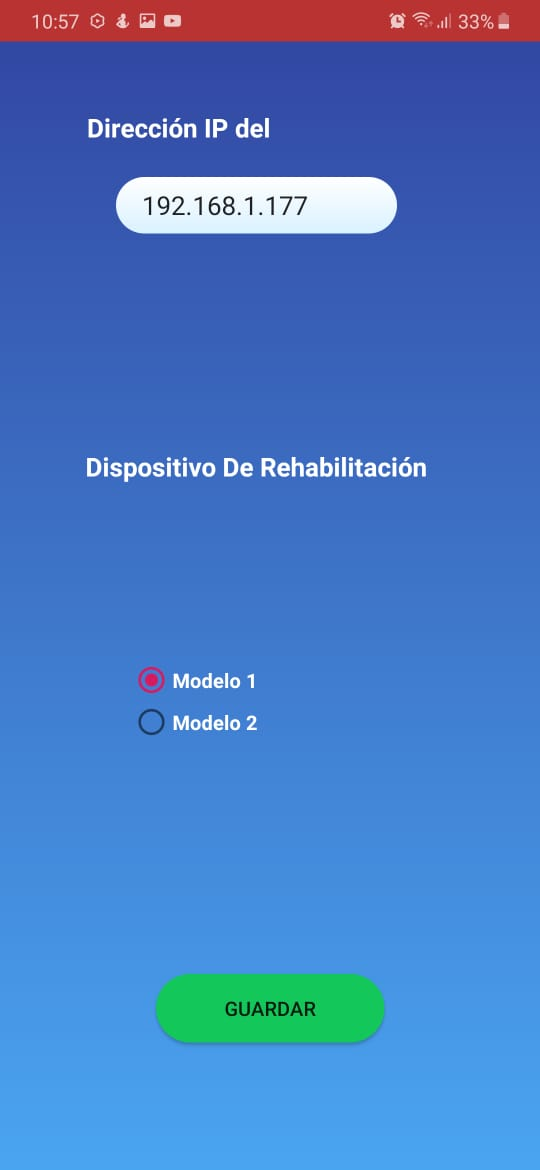 10:57 33%
Dirección IP del
192.168.1.177
Dispositivo De Rehabilitación
Modelo 1
Modelo 2
GUARDAR